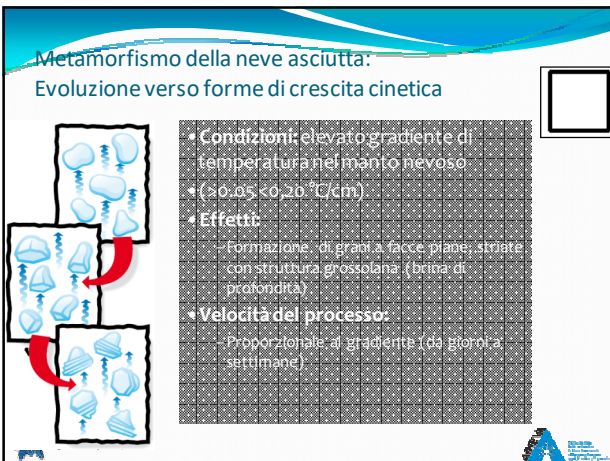 Metamorfismo della neve asciutta:
Evoluzione verso forme di crescita cinetica
• Condizioni: elevato gradiente di
temperatura nel manto nevoso
• (>0.05 <0,20 °C/cm)
• Effetti:
– Formazione di grani a facce piane, striate
con struttura grossolana (brina di
profondità)
• Velocità del processo:
– Proporzionale al gradiente (da giorni a
settimane)